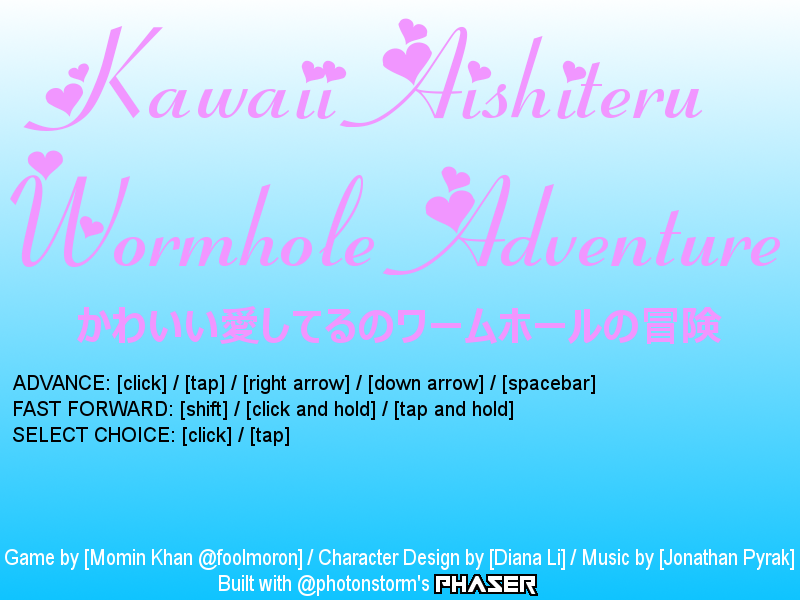 Kawaii Aishiteru
Wormhole Adventure
かわいい愛してるのワームホールの冒険
ADVANCE: [click] / [tap] / [right arrow] / [down arrow] / [spacebar]
FAST FORWARD: [shift] / [click and hold] / [tap and hold]
SELECT CHOICE: [click] / [tap]
Game by [Momin Khan @foolmoron] / Character Design by [Diana Li] / Music by [Jonathan Pyrak]
Built with @photonstorm's PHASER